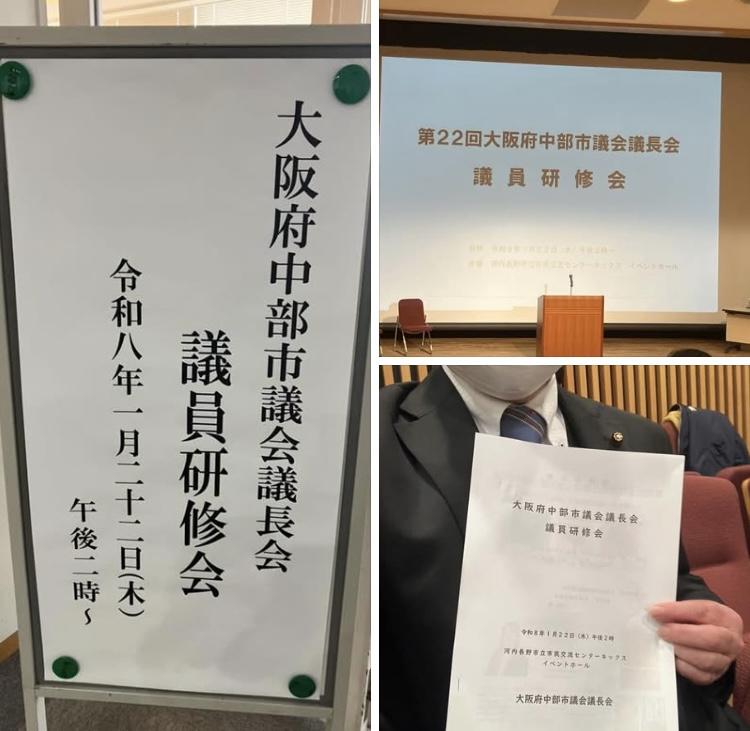 大阪府中部市議会議長会
議員研修会
令和八年一月二十二日(木)
午後二時~
第22回大阪府中部市議会議長会
議員研修会
大阪府中部市議会議長会
議員研修会
令和8年1月22日(木)午後2時
河内長野市立市民交流センターキックス
イベントホール
大阪府中部市議会議長会